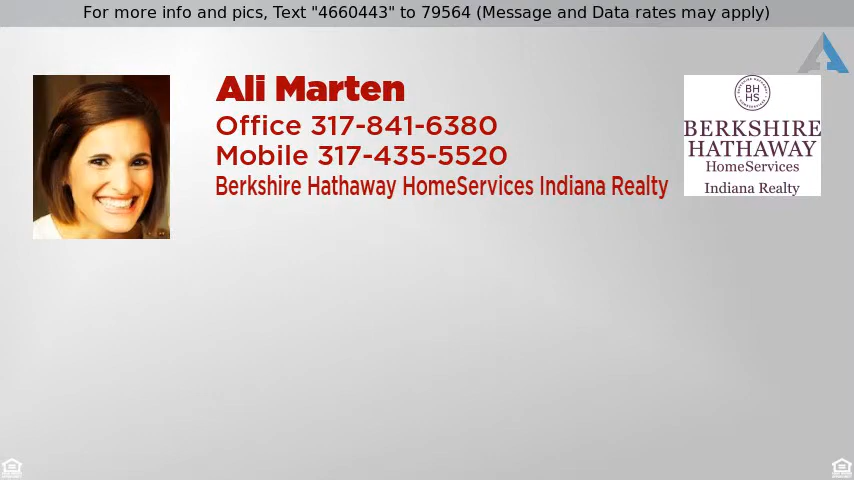 For more info and pics, Text "4660443" to 79564 (Message and Data rates may apply)
Ali Marten
Office 317-841-6380
Mobile 317-435-5520
Berkshire Hathaway HomeServices Indiana Realty
BH
HS
BERKSHIRE
HATHAWAY
HomeServices
Indiana Realty